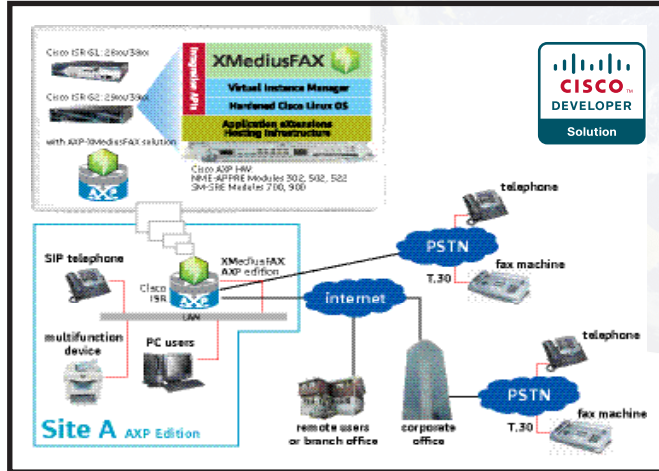 Cisco ISR G1: 28xx/38xx
Cisco ISR G2: 29xx/39xx
with AXP-XMediusFAX solution
AXP
Integration APIs
XMediusFAX
Virtual Instance Manager
Hardened Cisco Linux OS
Application eXtensions
Hosting Infrastructure
Cisco AXP HW:
NME-APPRE Modules 302, 502, 522
SM-SRE Modules 700, 900
CISCO
DEVELOPER
Solution
SIP telephone
Cisco
ISR
AXP
XMediusFAX
AXP edition
LAN
multifunction
device
PC users
Site A AXP Edition
internet
remote users
or branch office
corporate
office
PSTN
telephone
T.30
fax machine
PSTN
telephone
T.30
fax machine